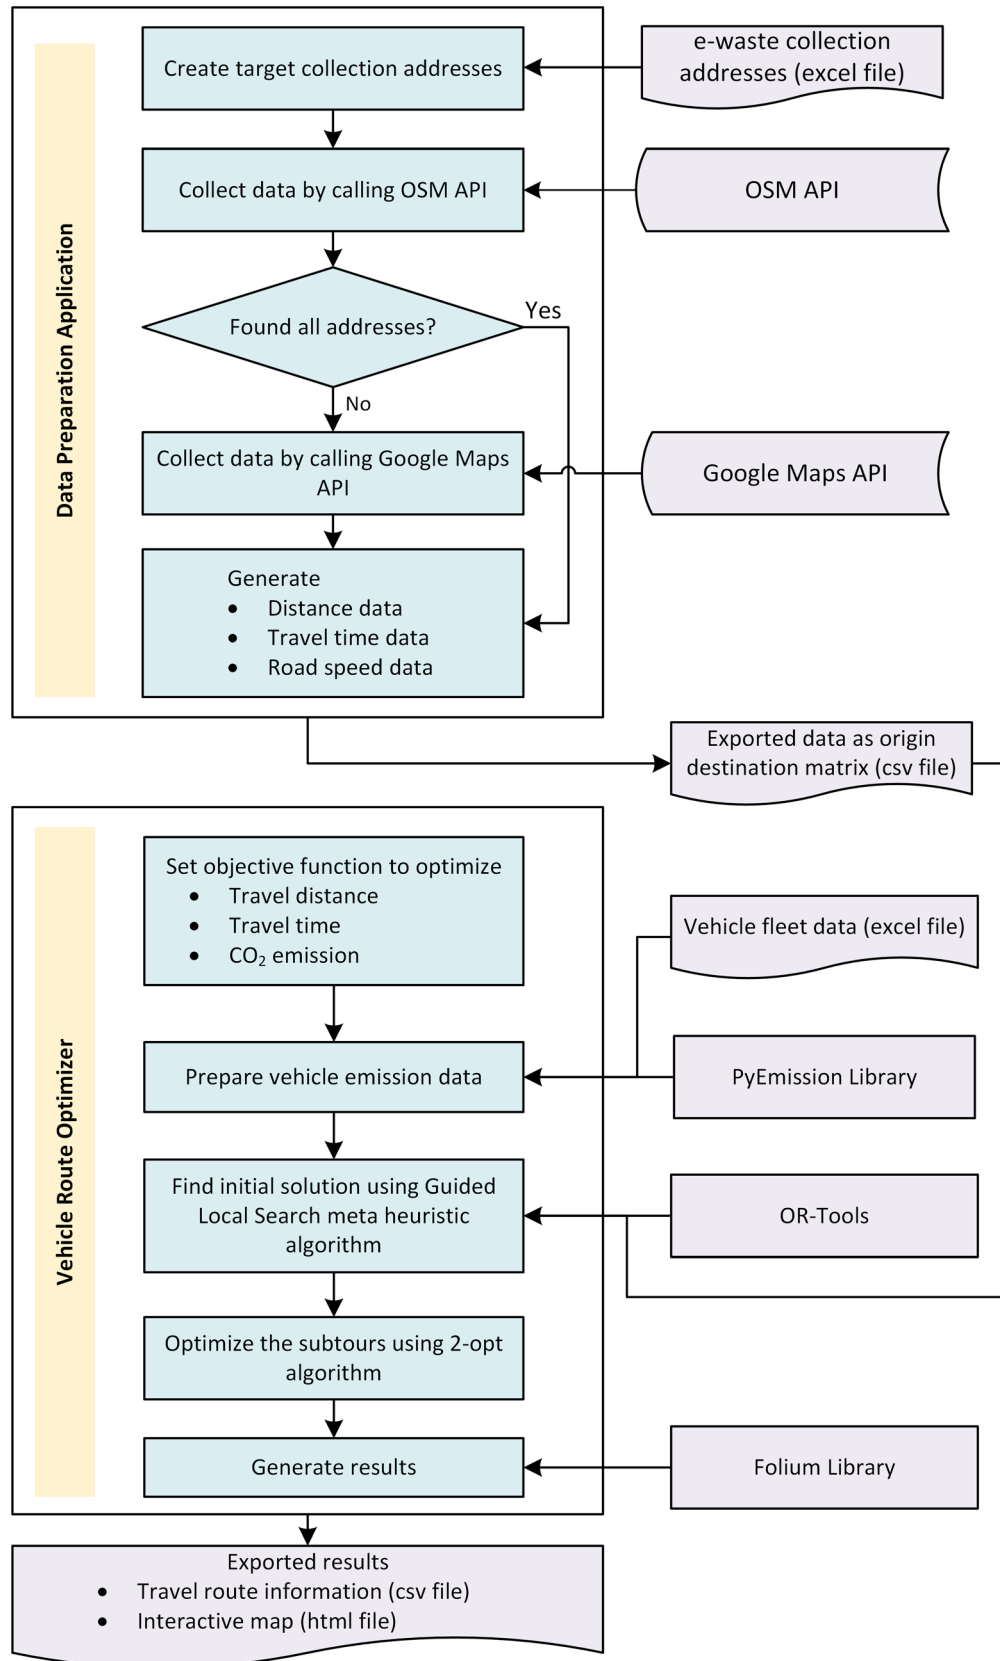 Data Preparation Application
Create target collection addresses
e-waste collection
addresses (excel file)
Collect data by calling OSM API
OSM API
Found all addresses?
Yes
No
Collect data by calling Google Maps
API
Google Maps API
Generate
• Distance data
• Travel time data
• Road speed data
Exported data as origin
destination matrix (csv file)
Vehicle Route Optimizer
Set objective function to optimize
• Travel distance
• Travel time
• CO₂ emission
Vehicle fleet data (excel file)
Prepare vehicle emission data
PyEmission Library
Find initial solution using Guided
Local Search meta heuristic
algorithm
OR-Tools
Optimize the subtours using 2-opt
algorithm
Generate results
Folium Library
Exported results
• Travel route information (csv file)
• Interactive map (html file)